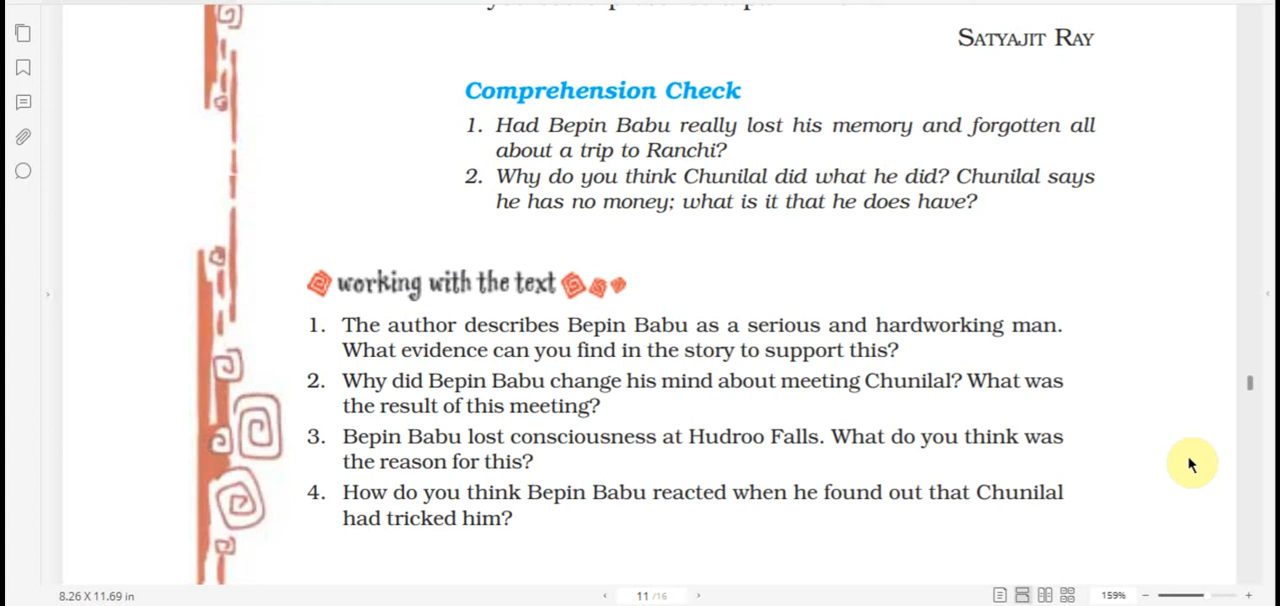 SATYAJIT RAY
Comprehension Check
1. Had Bepin Babu really lost his memory and forgotten all
about a trip to Ranchi?
2. Why do you think Chunilal did what he did? Chunilal says
he has no money; what is it that he does have?
working with the text
1. The author describes Bepin Babu as a serious and hardworking man.
What evidence can you find in the story to support this?
2. Why did Bepin Babu change his mind about meeting Chunilal? What was
the result of this meeting?
3. Bepin Babu lost consciousness at Hudroo Falls. What do you think was
the reason for this?
4. How do you think Bepin Babu reacted when he found out that Chunilal
had tricked him?
8.26 X 11.69 in
11 /16
159%